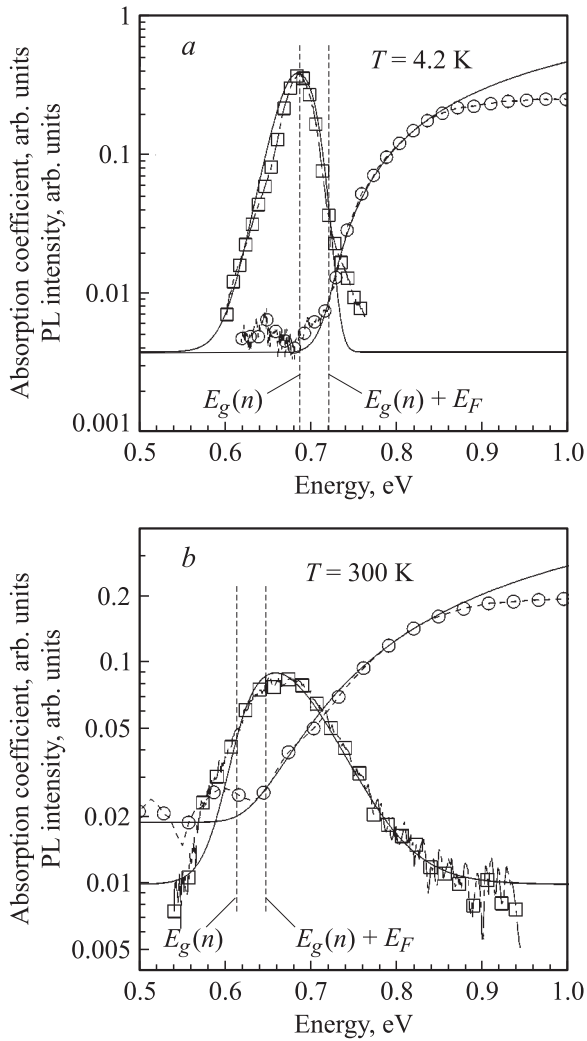 1
a
T = 4.2 K
0.1
0.01
0.001
Absorption coefficient, arb. units
PL intensity, arb. units
E_g(n)
E_g(n) + E_F
0.5 0.6 0.7 0.8 0.9 1.0
Energy, eV
b
T = 300 K
0.2
0.1
0.05
0.02
0.01
0.005
Absorption coefficient, arb. units
PL intensity, arb. units
E_g(n)
E_g(n) + E_F
0.5 0.6 0.7 0.8 0.9 1.0
Energy, eV